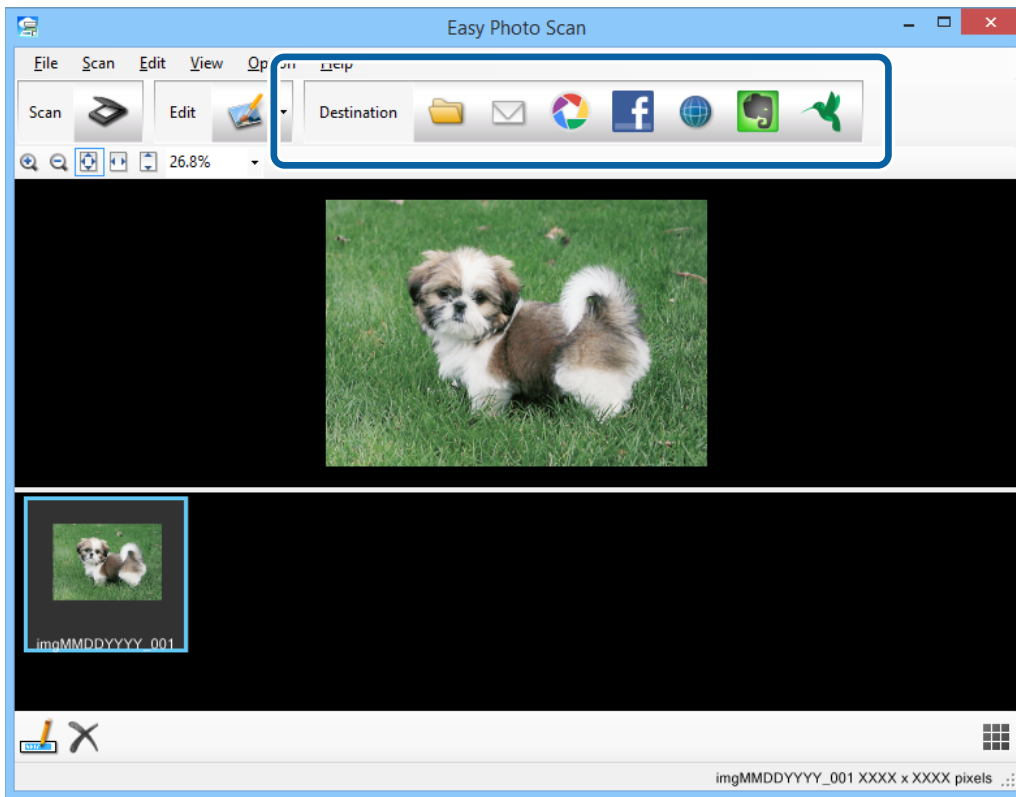 Easy Photo Scan
File Scan Edit View Help
Scan Edit Destination
26.8%
imgMMDDYYYY_001
imgMMDDYYYY_001 XXXX x XXXX pixels